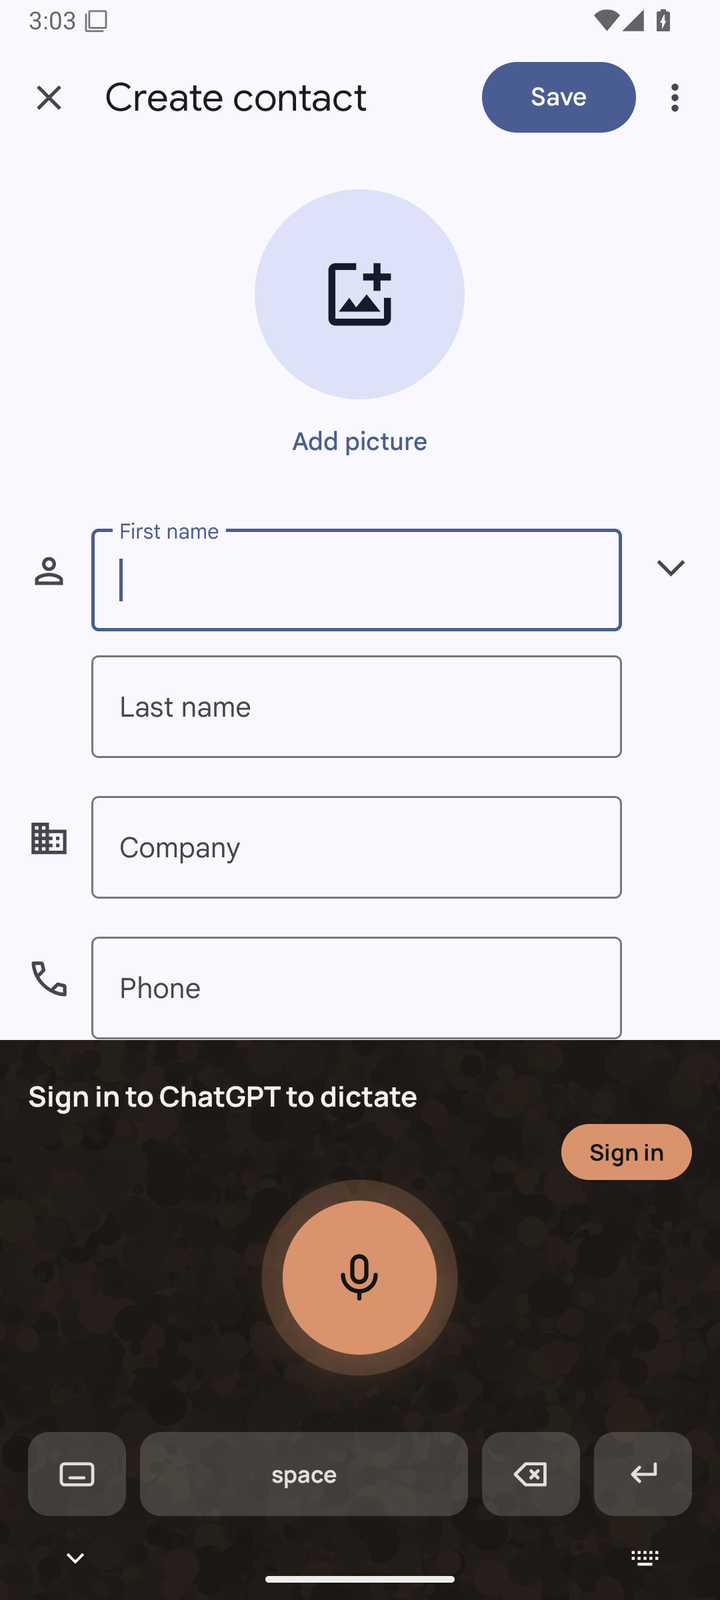 3:03
Create contact
Save
Add picture
First name
Last name
Company
Phone
Sign in to ChatGPT to dictate
Sign in
space